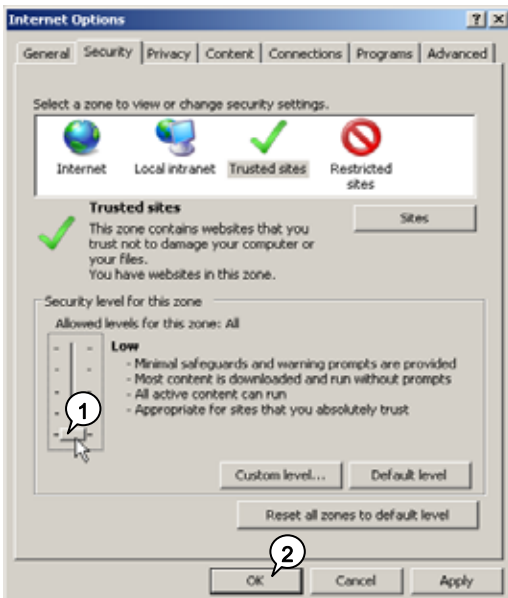 Internet Options
General Security Privacy Content Connections Programs Advanced
Select a zone to view or change security settings.
Internet Local intranet Trusted sites Restricted sites
Trusted sites
Sites
This zone contains websites that you
trust not to damage your computer or
your files.
You have websites in this zone.
Security level for this zone
Allowed levels for this zone: All
Low
- Minimal safeguards and warning prompts are provided
- Most content is downloaded and run without prompts
- All active content can run
- Appropriate for sites that you absolutely trust
1
Custom level... Default level
Reset all zones to default level
2
OK Cancel Apply